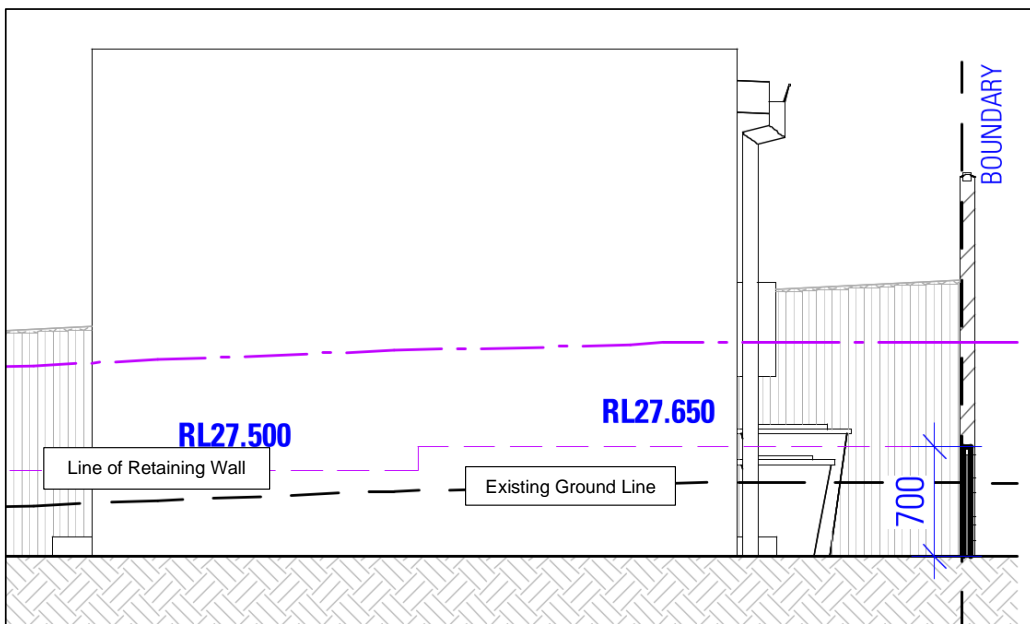 BOUNDARY
RL27.650
RL27.500
Line of Retaining Wall
Existing Ground Line
700